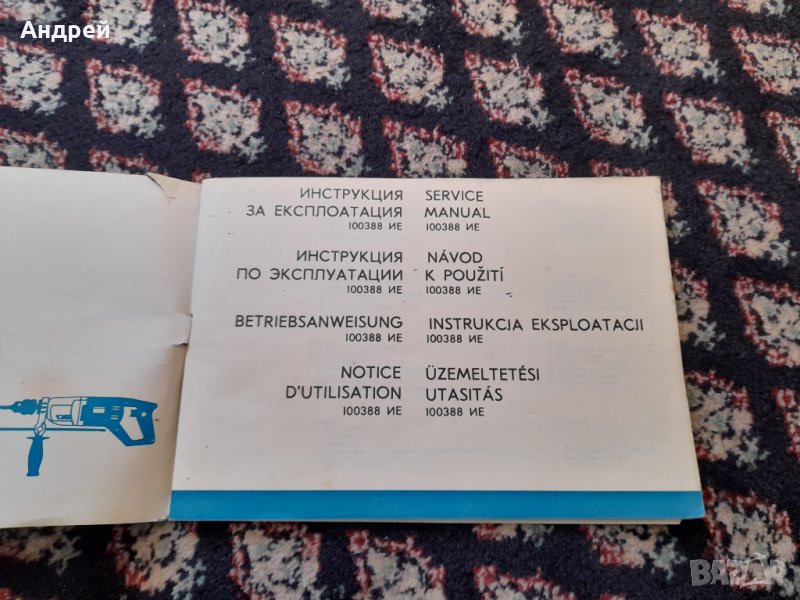 Андрей
ИНСТРУКЦИЯ
ЗА ЕКСПЛОАТАЦИЯ
100388 ИЕ
SERVICE
MANUAL
100388 ИЕ
ИНСТРУКЦИЯ
ПО ЭКСПЛУАТАЦИИ
100388 ИЕ
NÁVOD
K POUŽITÍ
100388 ИЕ
BETRIEBSANWEISUNG
100388 ИЕ
INSTRUKCJA EKSPLOATACJI
100388 ИЕ
NOTICE
D'UTILISATION
100388 ИЕ
ÜZEMELTETÉSI
UTASITÁS
100388 ИЕ
BAZAR